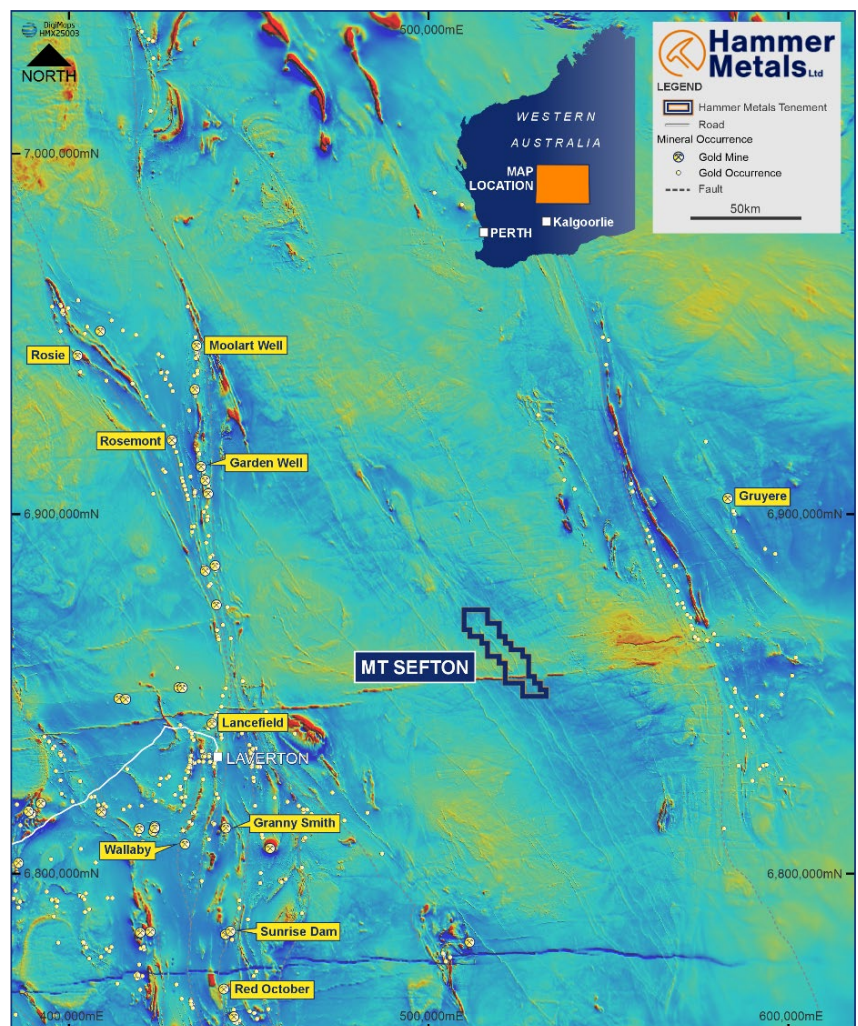 DigiMaps
HMX25003
NORTH
500,000mE
Hammer
Metals Ltd
LEGEND
Hammer Metals Tenement
Road
Mineral Occurrence
Gold Mine
Gold Occurrence
Fault
50km
WESTERN
AUSTRALIA
MAP
LOCATION
Kalgoorlie
PERTH
7,000,000mN
Moolart Well
Rosie
Rosemont
Garden Well
Gruyere
6,900,000mN
6,900,000mN
MT SEFTON
Lancefield
LAVERTON
Granny Smith
Wallaby
6,800,000mN
6,800,000mN
Sunrise Dam
Red October
400,000mE
500,000mE
600,000mE